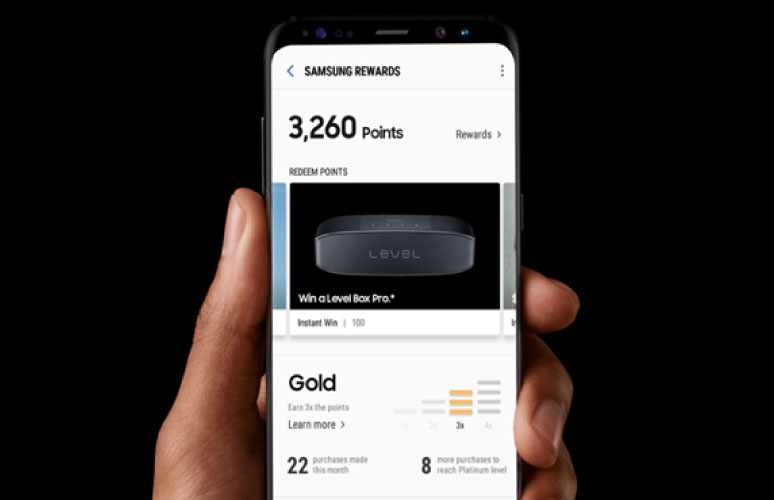 SAMSUNG REWARDS
3,260 Points
Rewards >
REDEEM POINTS
LEVEL
Win a Level Box Pro.*
Instant Win | 100
Gold
Earn 3x the points
Learn more >
1x 2x 3x 4x
22 purchases made
this month
8 more purchases to
reach Platinum level